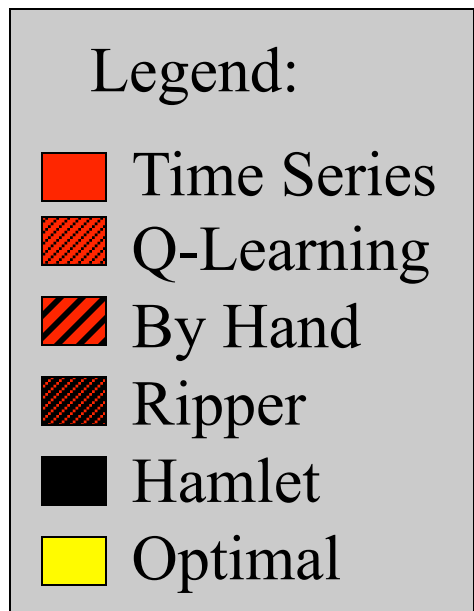 Legend:
Time Series
Q-Learning
By Hand
Ripper
Hamlet
Optimal